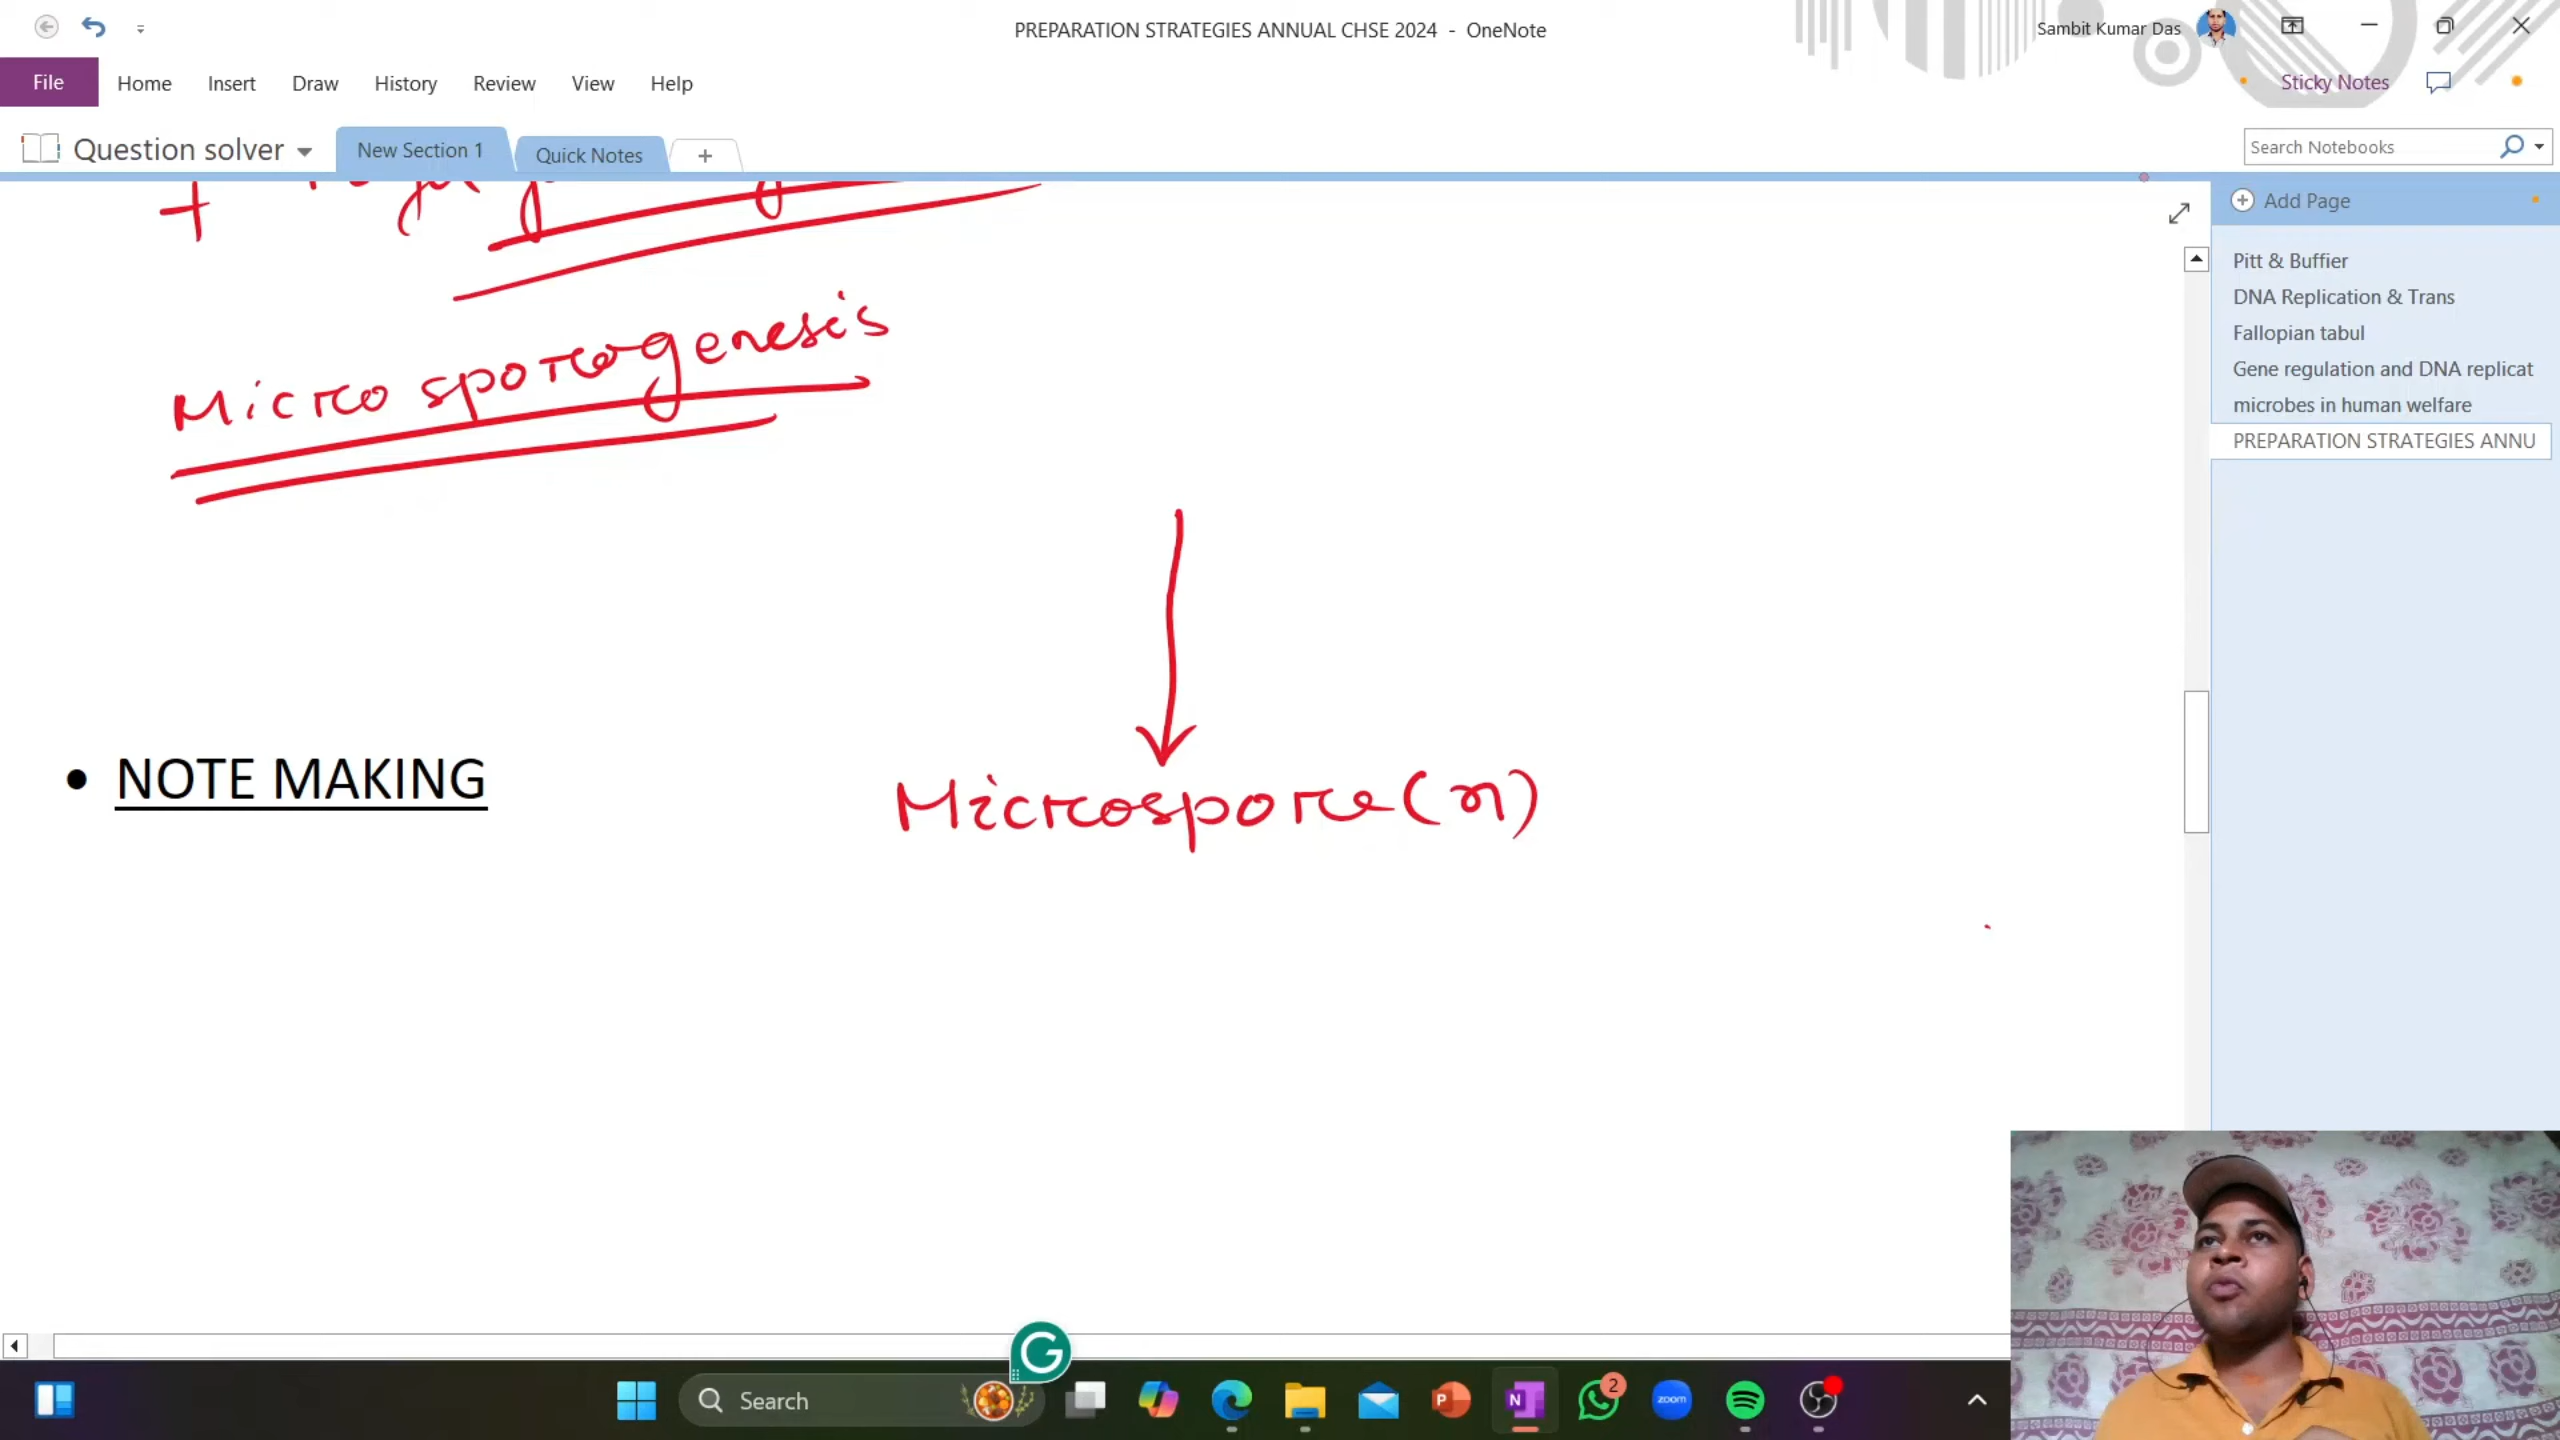 PREPARATION STRATEGIES ANNUAL CHSE 2024 - OneNote
Sambit Kumar Das
File Home Insert Draw History Review View Help
Sticky Notes
Question solver New Section 1 Quick Notes +
Search Notebooks
Add Page
Pitt & Buffier
DNA Replication & Trans
Fallopian tabul
Gene regulation and DNA replicat
microbes in human welfare
PREPARATION STRATEGIES ANNU
+
Micro sporogenesis
• NOTE MAKING
Microspore (n)
G
Search
P
N
2
zoom